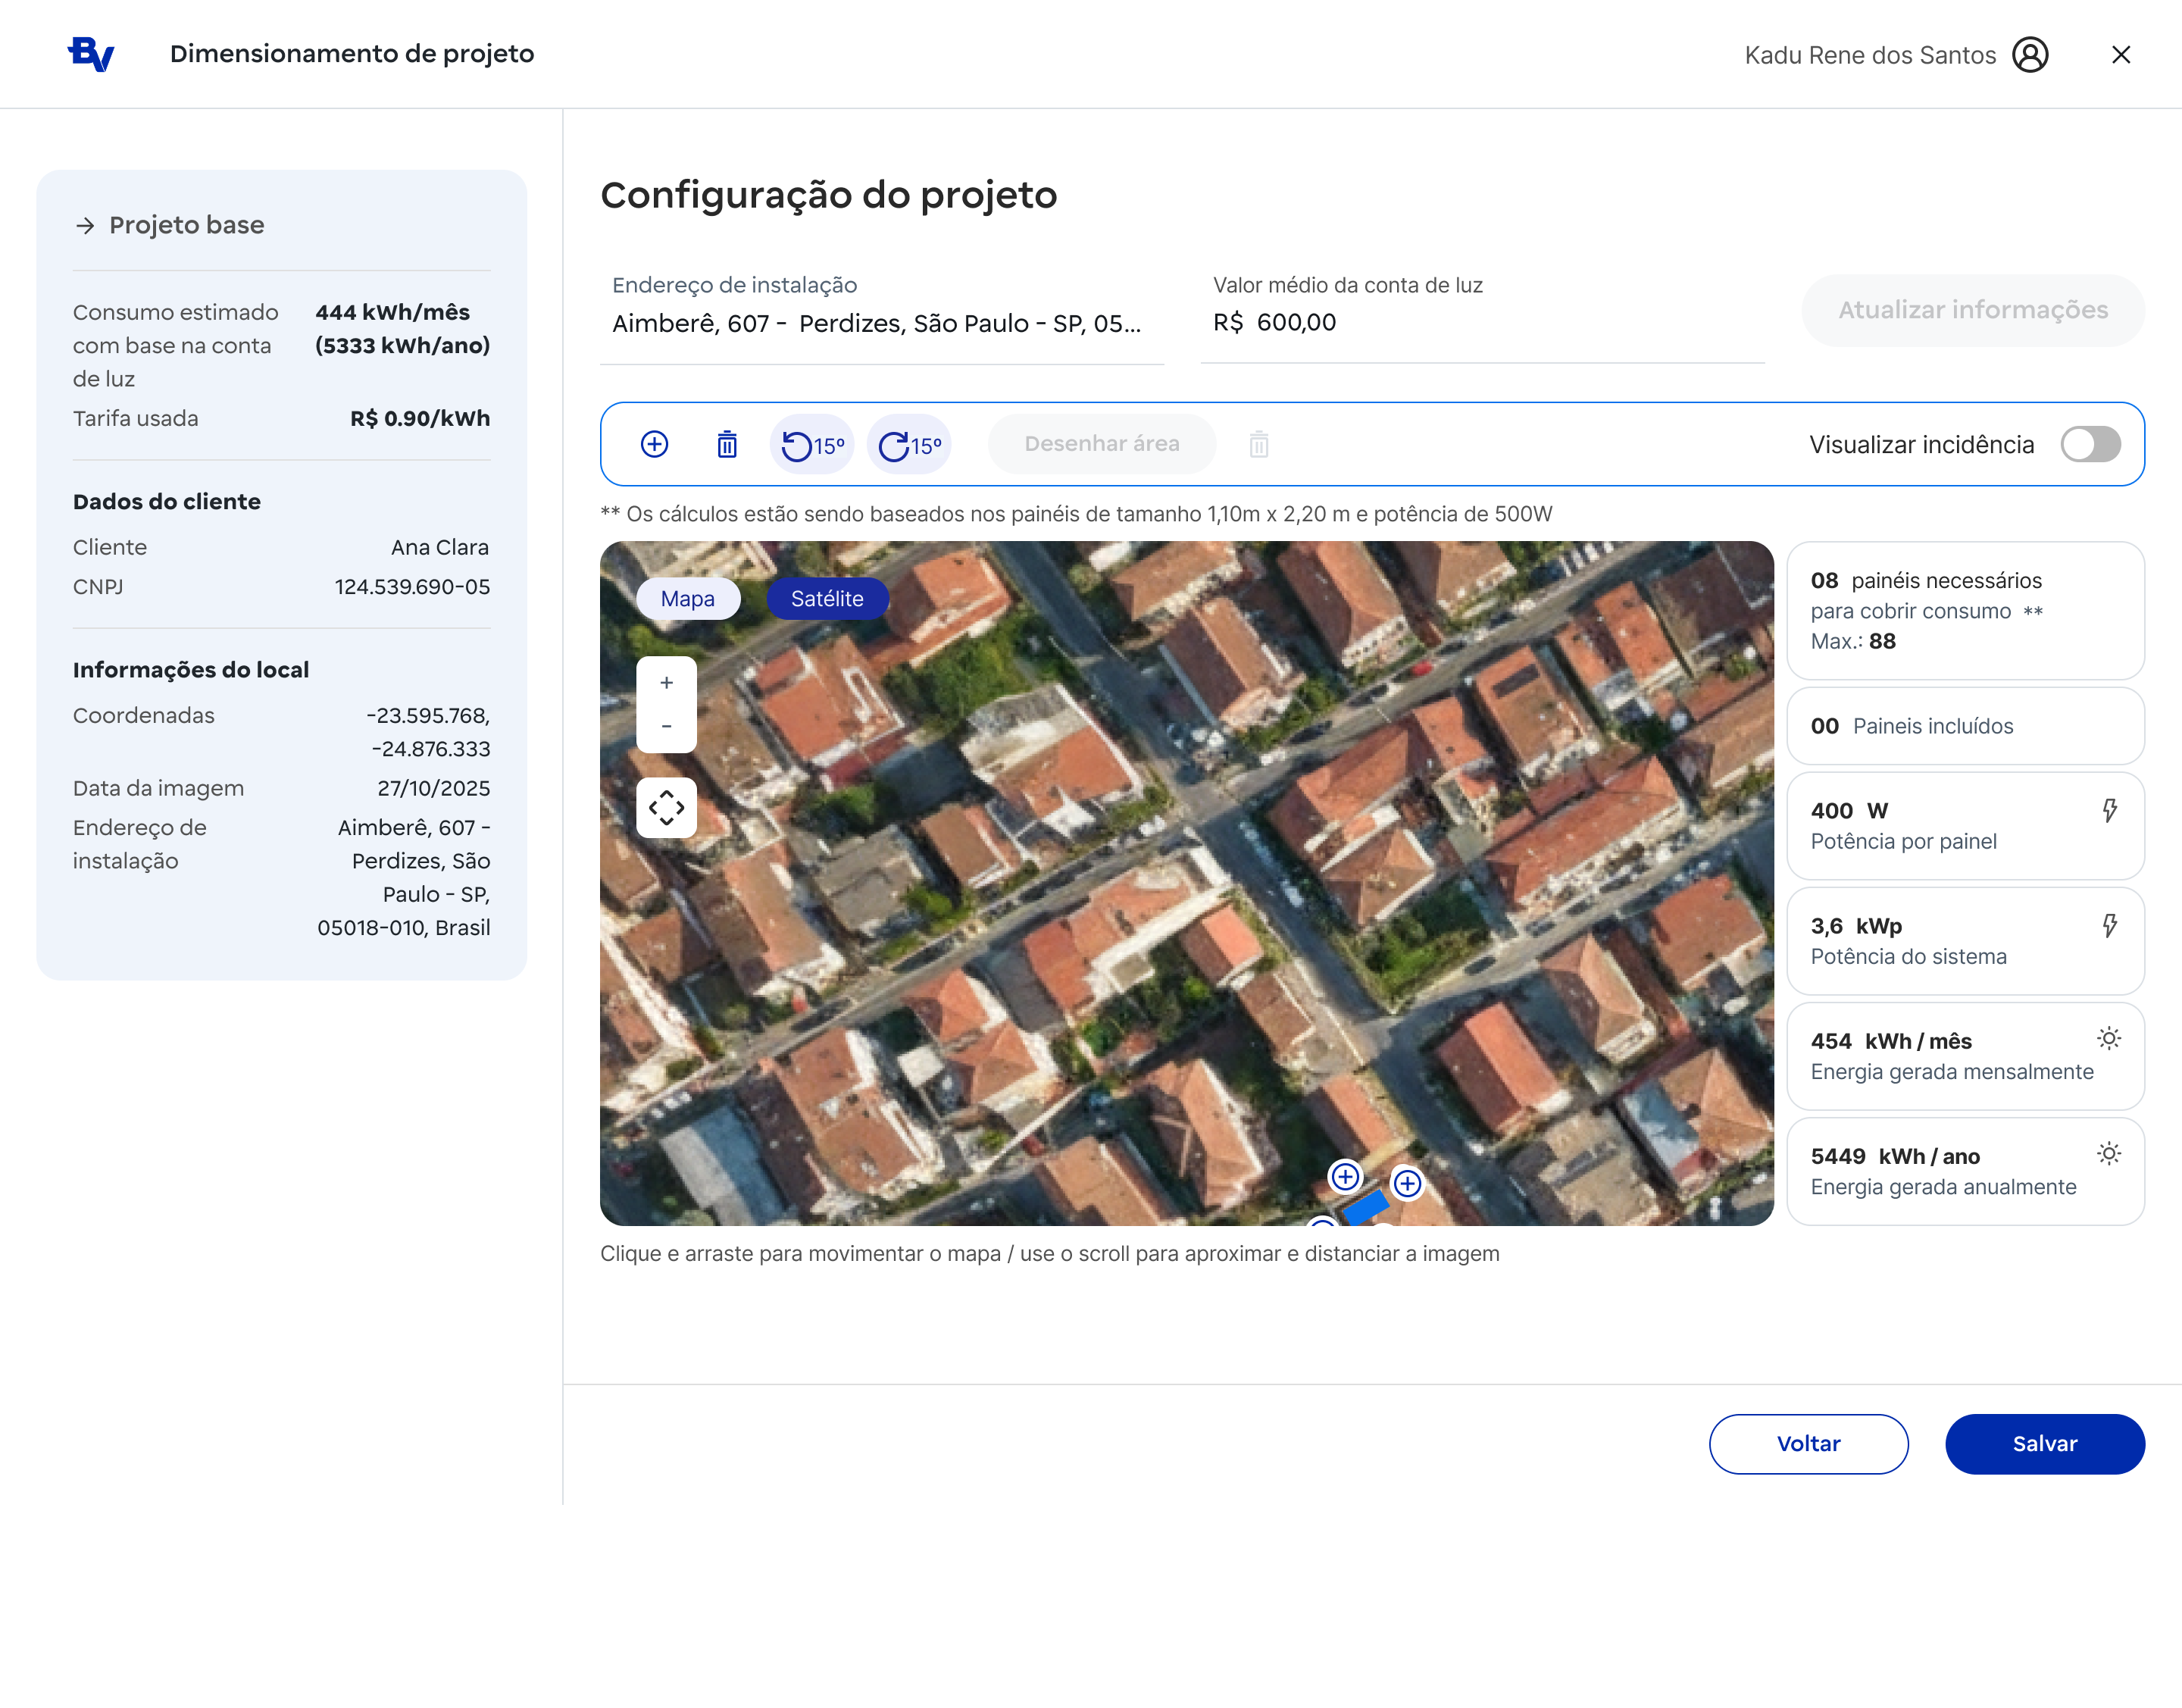 BV
Dimensionamento de projeto
Kadu Rene dos Santos
Projeto base
Consumo estimado
com base na conta
de luz
444 kWh/mês
(5333 kWh/ano)
Tarifa usada
R$ 0.90/kWh
Dados do cliente
Cliente
Ana Clara
CNPJ
124.539.690-05
Informações do local
Coordenadas
-23.595.768,
-24.876.333
Data da imagem
27/10/2025
Endereço de
instalação
Aimberê, 607 -
Perdizes, São
Paulo - SP,
05018-010, Brasil
Configuração do projeto
Endereço de instalação
Aimberê, 607 - Perdizes, São Paulo - SP, 05...
Valor médio da conta de luz
R$ 600,00
Atualizar informações
15º
15º
Desenhar área
Visualizar incidência
** Os cálculos estão sendo baseados nos painéis de tamanho 1,10m x 2,20 m e potência de 500W
Mapa
Satélite
+
-
08 painéis necessários
para cobrir consumo **
Max.: 88
00 Paineis incluídos
400 W
Potência por painel
3,6 kWp
Potência do sistema
454 kWh / mês
Energia gerada mensalmente
5449 kWh / ano
Energia gerada anualmente
Clique e arraste para movimentar o mapa / use o scroll para aproximar e distanciar a imagem
Voltar
Salvar